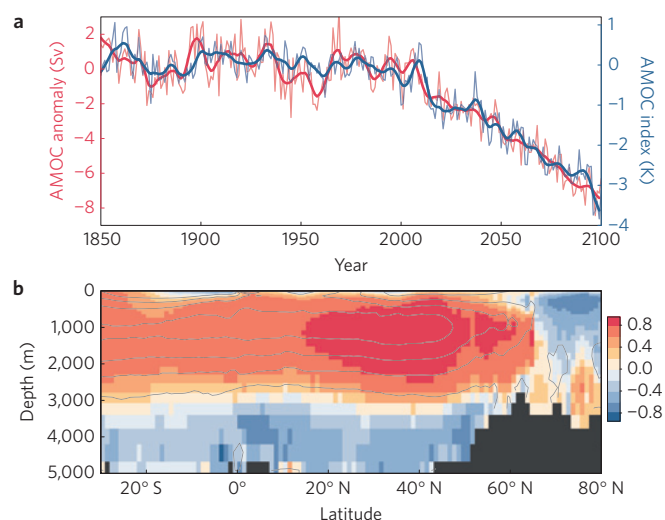 a
AMOC anomaly (Sv)
2
0
−2
−4
−6
−8
1
0
−1
−2
−3
−4
AMOC index (K)
1850 1900 1950 2000 2050 2100
Year
b
Depth (m)
0
1,000
2,000
3,000
4,000
5,000
0.8
0.4
0.0
−0.4
−0.8
20° S 0° 20° N 40° N 60° N 80° N
Latitude